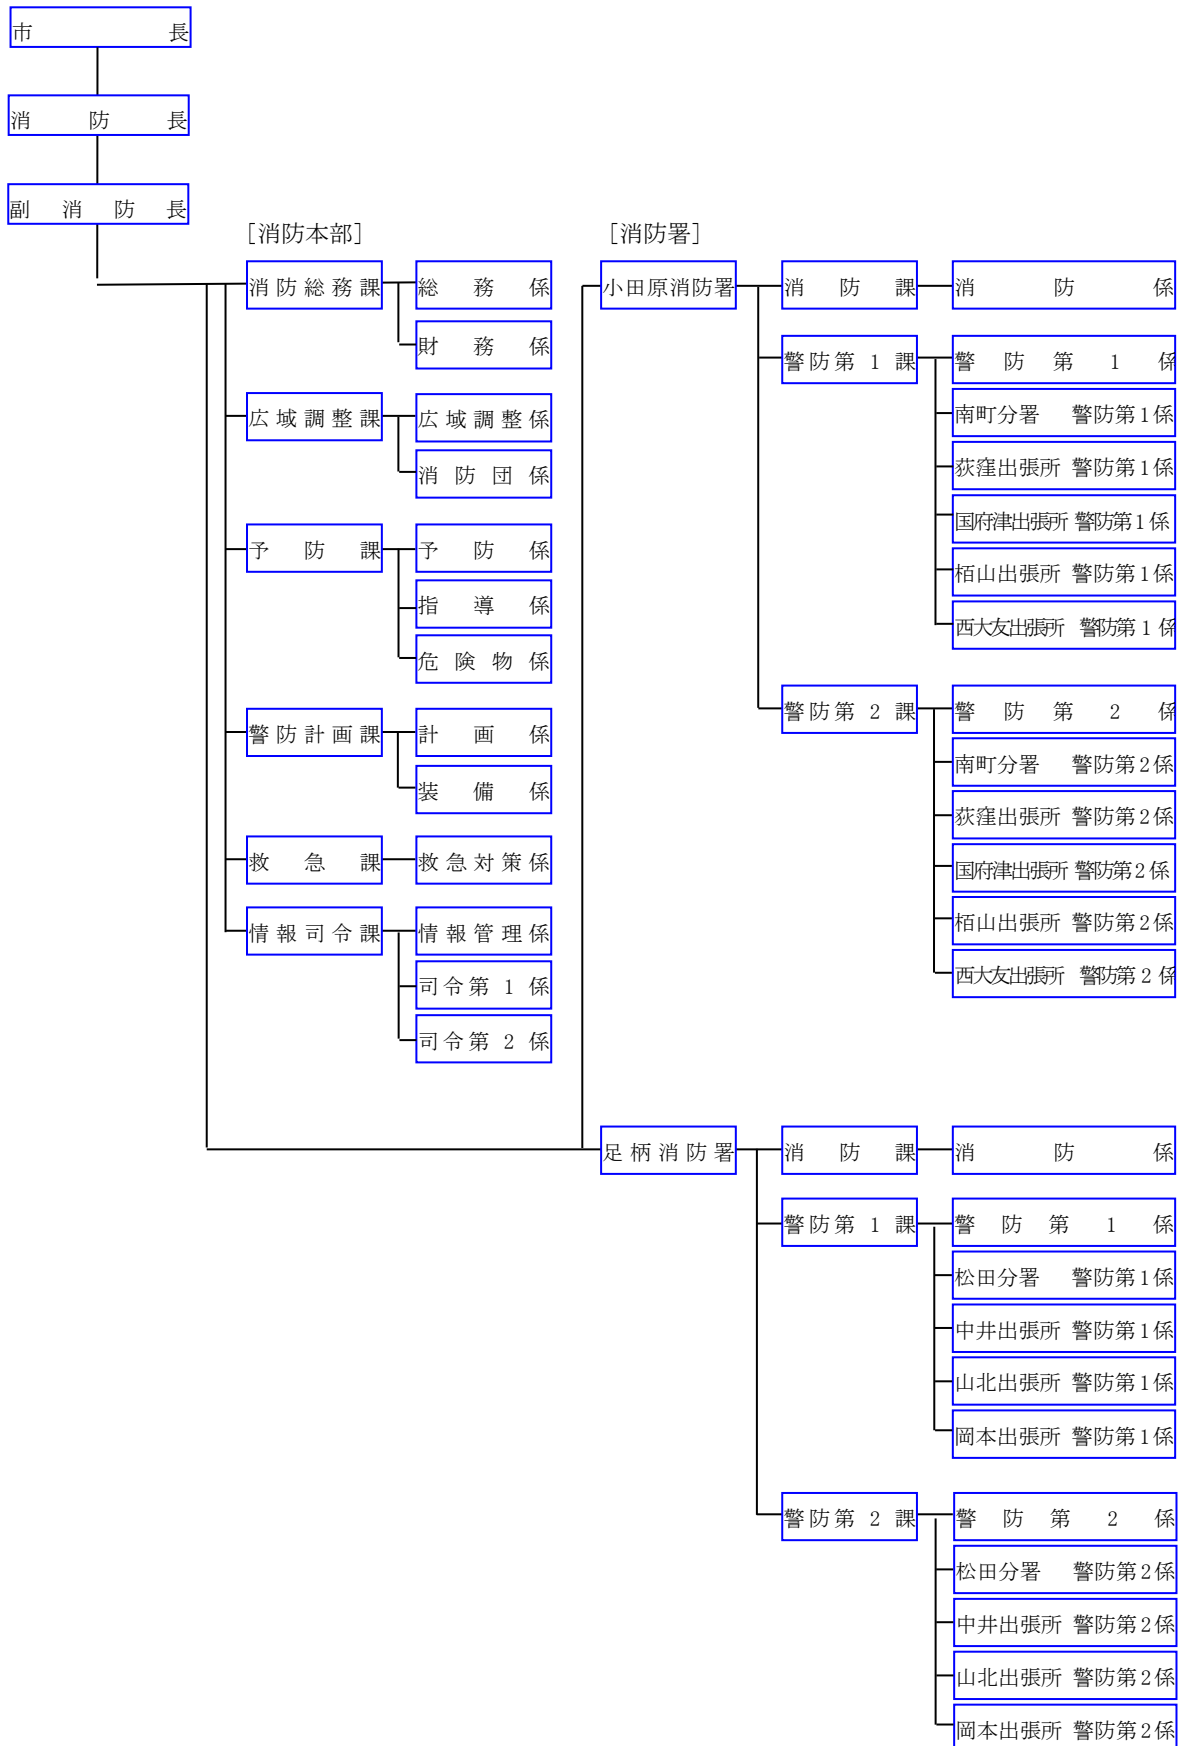 市長
消防長
副消防長
[消防本部]
消防総務課
総務係
財務係
広域調整課
広域調整係
消防団係
予防課
予防係
指導係
危険物係
警防計画課
計画係
装備係
救急課
救急対策係
情報司令課
情報管理係
司令第1係
司令第2係
[消防署]
小田原消防署
消防課
消防係
警防第1課
警防第1係
南町分署 警防第1係
荻窪出張所 警防第1係
国府津出張所 警防第1係
栢山出張所 警防第1係
西大友出張所 警防第1係
警防第2課
警防第2係
南町分署 警防第2係
荻窪出張所 警防第2係
国府津出張所 警防第2係
栢山出張所 警防第2係
西大友出張所 警防第2係
足柄消防署
消防課
消防係
警防第1課
警防第1係
松田分署 警防第1係
中井出張所 警防第1係
山北出張所 警防第1係
岡本出張所 警防第1係
警防第2課
警防第2係
松田分署 警防第2係
中井出張所 警防第2係
山北出張所 警防第2係
岡本出張所 警防第2係